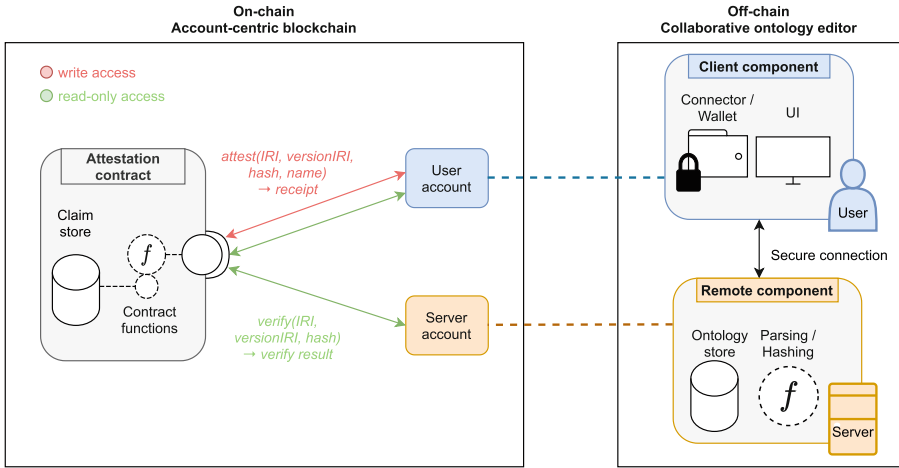 On-chain
Account-centric blockchain
Off-chain
Collaborative ontology editor
write access
read-only access
Attestation
contract
Claim
store
f
Contract
functions
attest(IRI, versionIRI,
hash, name)
→ receipt
User
account
verify(IRI,
versionIRI, hash)
→ verify result
Server
account
Client component
Connector /
Wallet
UI
User
Secure connection
Remote component
Ontology
store
Parsing /
Hashing
f
Server